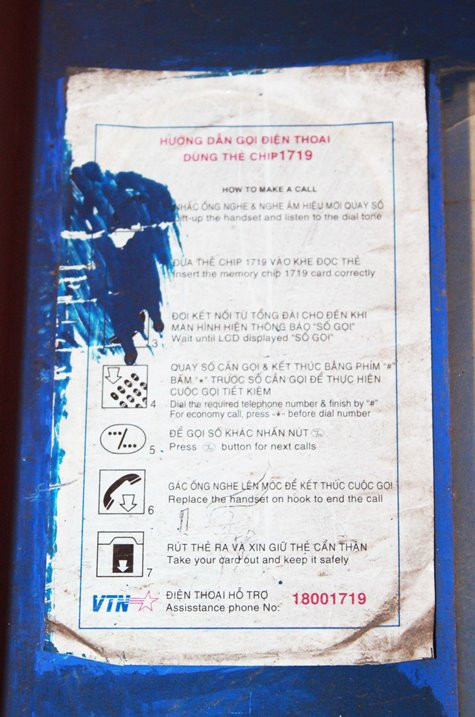 HƯỚNG DẪN GỌI ĐIỆN THOẠI
DÙNG THẺ CHIP1719
HOW TO MAKE A CALL
NHẤC ỐNG NGHE & NGHE ÂM HIỆU MỜI QUAY SỐ
Lift-up the handset and listen to the dial tone
ĐƯA THẺ CHIP 1719 VÀO KHE ĐỌC THẺ
Insert the memory chip 1719 card correctly
ĐỢI KẾT NỐI TỪ TỔNG ĐÀI CHO ĐẾN KHI
MÀN HÌNH HIỆN THÔNG BÁO "SỐ GỌI"
3 Wait until LCD displayed "SỐ GỌI"
QUAY SỐ CẦN GỌI & KẾT THÚC BẰNG PHÍM "#"
BẤM "*" TRƯỚC SỐ CẦN GỌI ĐỂ THỰC HIỆN
CUỘC GỌI TIẾT KIỆM
4 Dial the required telephone number & finish by "#"
For economy call, press -*- before dial number
ĐỂ GỌI SỐ KHÁC NHẤN NÚT
5 Press button for next calls
GÁC ỐNG NGHE LÊN MÓC ĐỂ KẾT THÚC CUỘC GỌI
6 Replace the handset on hook to end the call
RÚT THẺ RA VÀ XIN GIỮ THẺ CẨN THẬN
7 Take your card out and keep it safely
VTN ĐIỆN THOẠI HỖ TRỢ
Assisstance phone No: 18001719